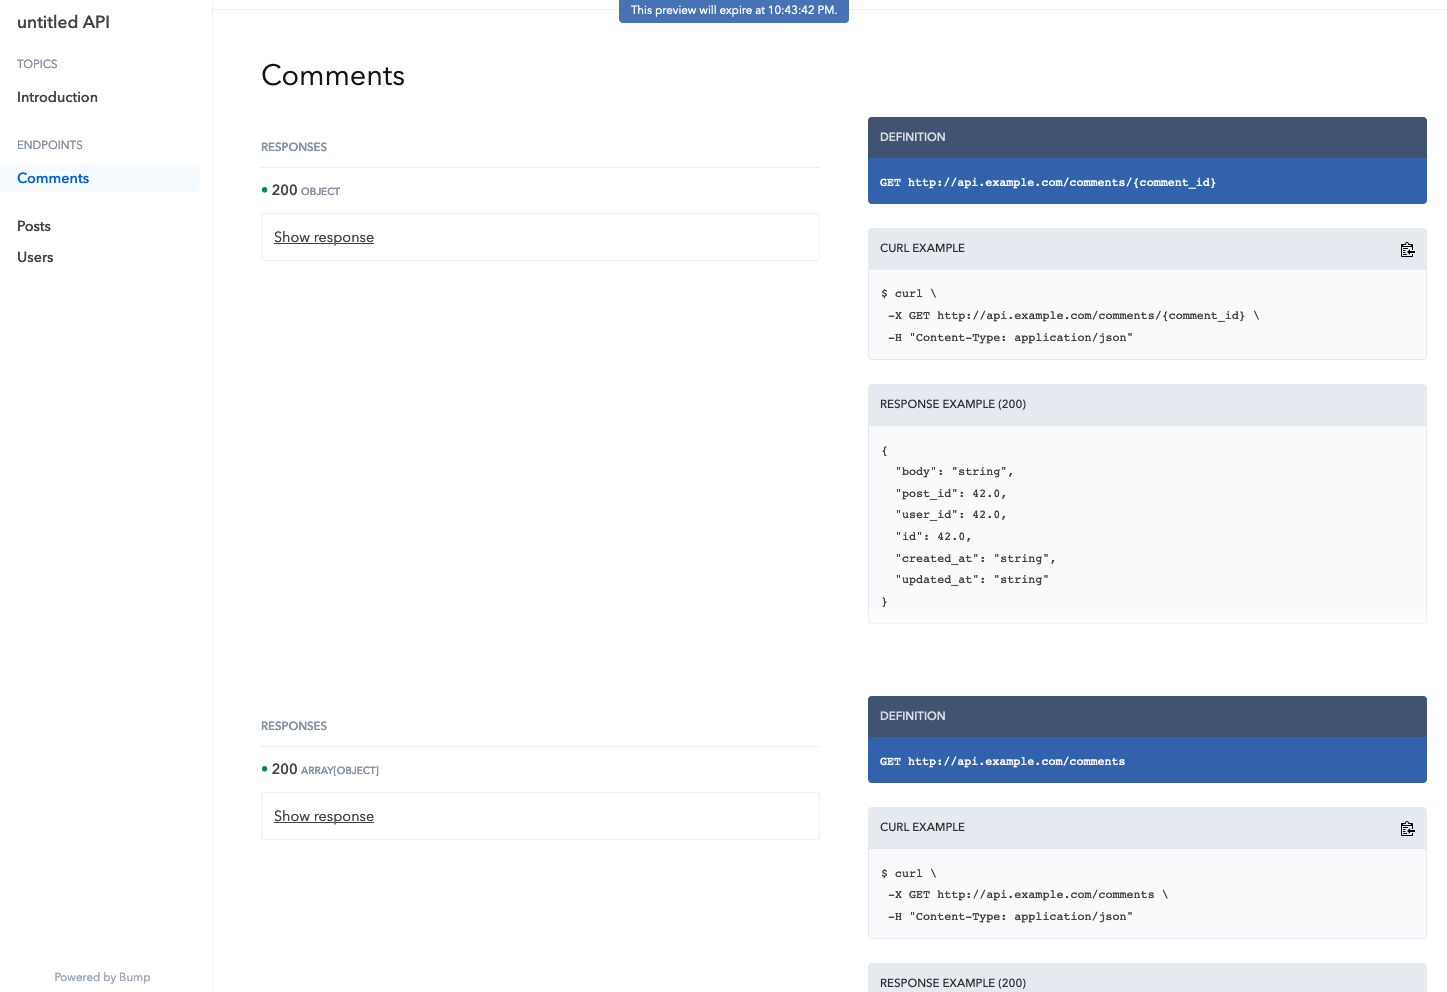 This preview will expire at 10:43:42 PM.
untitled API
TOPICS
Introduction
ENDPOINTS
Comments
Posts
Users
Powered by Bump
Comments
RESPONSES
200 OBJECT
Show response
DEFINITION
GET http://api.example.com/comments/{comment_id}
CURL EXAMPLE
$ curl \
-X GET http://api.example.com/comments/{comment_id} \
-H "Content-Type: application/json"
RESPONSE EXAMPLE (200)
{
"body": "string",
"post_id": 42.0,
"user_id": 42.0,
"id": 42.0,
"created_at": "string",
"updated_at": "string"
}
RESPONSES
200 ARRAY[OBJECT]
Show response
DEFINITION
GET http://api.example.com/comments
CURL EXAMPLE
$ curl \
-X GET http://api.example.com/comments \
-H "Content-Type: application/json"
RESPONSE EXAMPLE (200)